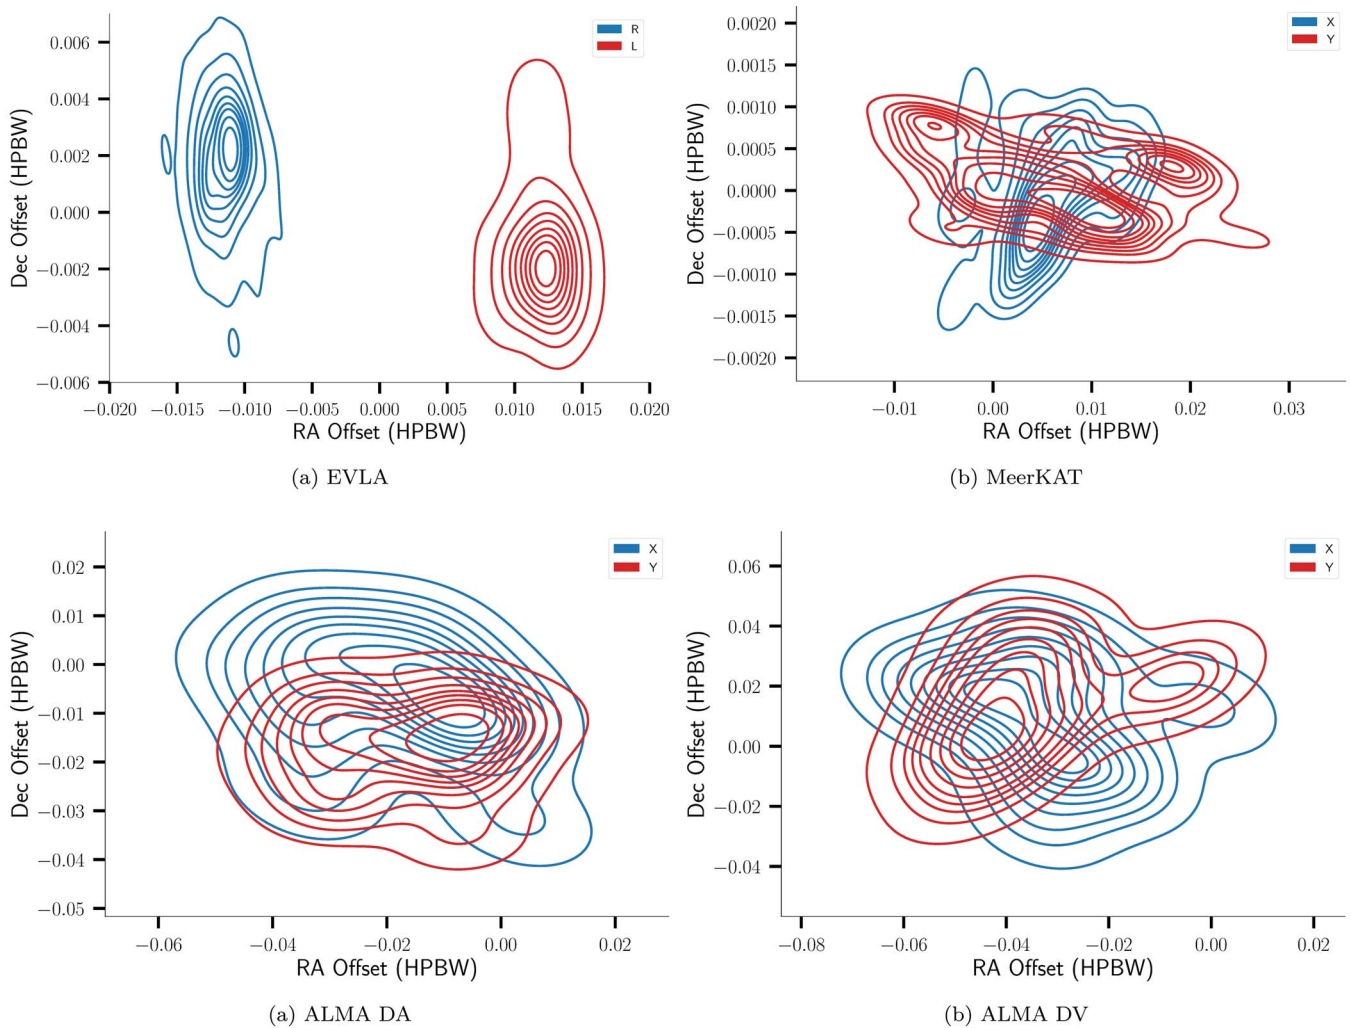 R
L
0.006
0.004
0.002
0.000
−0.002
−0.004
−0.006
Dec Offset (HPBW)
−0.020 −0.015 −0.010 −0.005 0.000 0.005 0.010 0.015 0.020
RA Offset (HPBW)
(a) EVLA
X
Y
0.0020
0.0015
0.0010
0.0005
0.0000
−0.0005
−0.0010
−0.0015
−0.0020
Dec Offset (HPBW)
−0.01 0.00 0.01 0.02 0.03
RA Offset (HPBW)
(b) MeerKAT
X
Y
0.02
0.01
0.00
−0.01
−0.02
−0.03
−0.04
−0.05
Dec Offset (HPBW)
−0.06 −0.04 −0.02 0.00 0.02
RA Offset (HPBW)
(a) ALMA DA
X
Y
0.06
0.04
0.02
0.00
−0.02
−0.04
Dec Offset (HPBW)
−0.08 −0.06 −0.04 −0.02 0.00 0.02
RA Offset (HPBW)
(b) ALMA DV